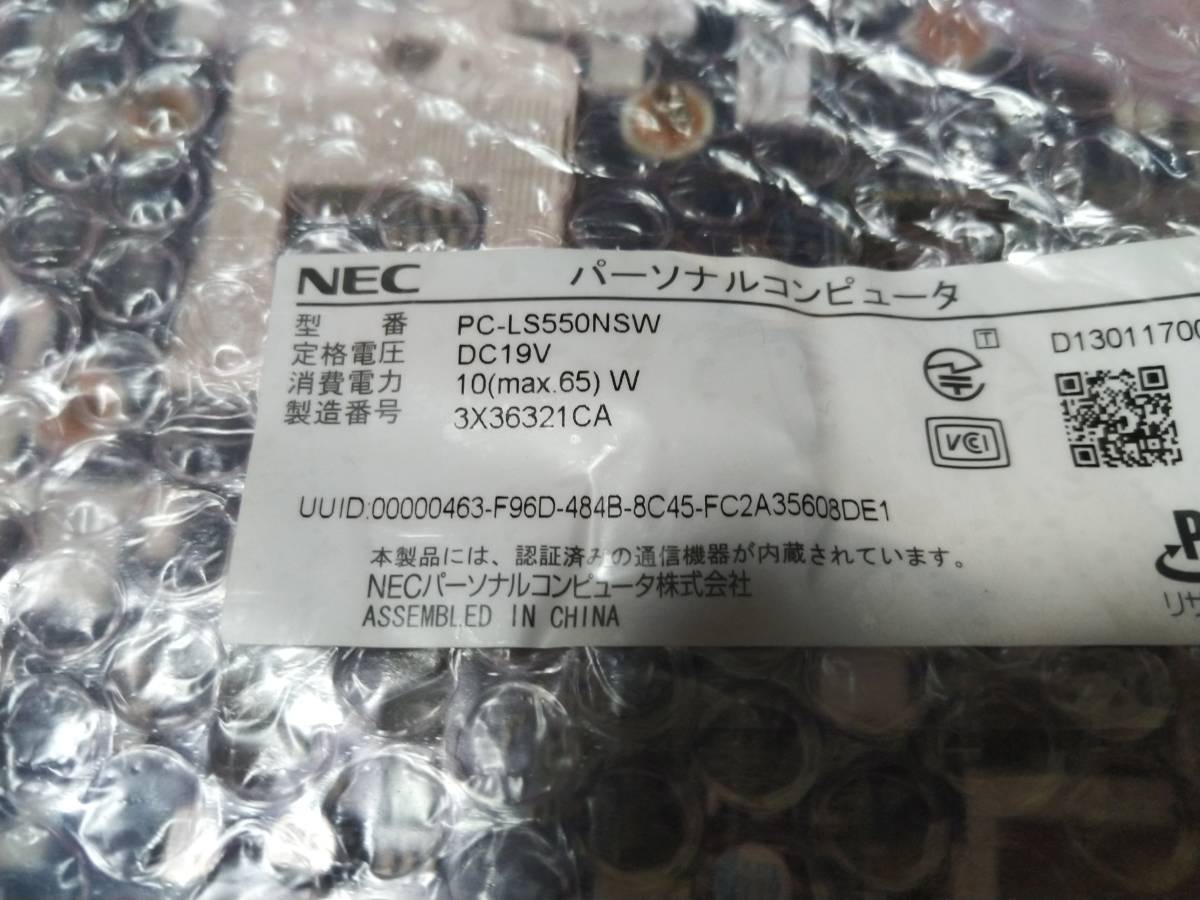 NEC パーソナルコンピュータ
型 番 PC-LS550NSW
定格電圧 DC19V
消費電力 10(max.65) W
製造番号 3X36321CA
T
D13011700
VCCI
UUID:00000463-F96D-484B-8C45-FC2A35608DE1
本製品には、認証済みの通信機器が内蔵されています。
NECパーソナルコンピュータ株式会社
ASSEMBLED IN CHINA